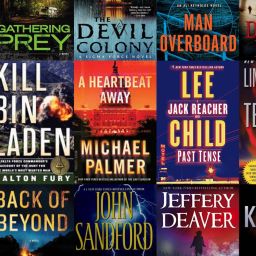 GATHERING
PREY
THE
DEVIL
COLONY
A SIGMA FORCE NOVEL
AN ALI REYNOLDS NOVEL
MAN
OVERBOARD
KILL
BIN
LADEN
DALTON FURY
A HEARTBEAT
AWAY
MICHAEL
PALMER
LEE
JACK REACHER
CHILD
PAST TENSE
BACK OF
BEYOND
JOHN
SANDFORD
JEFFERY
DEAVER